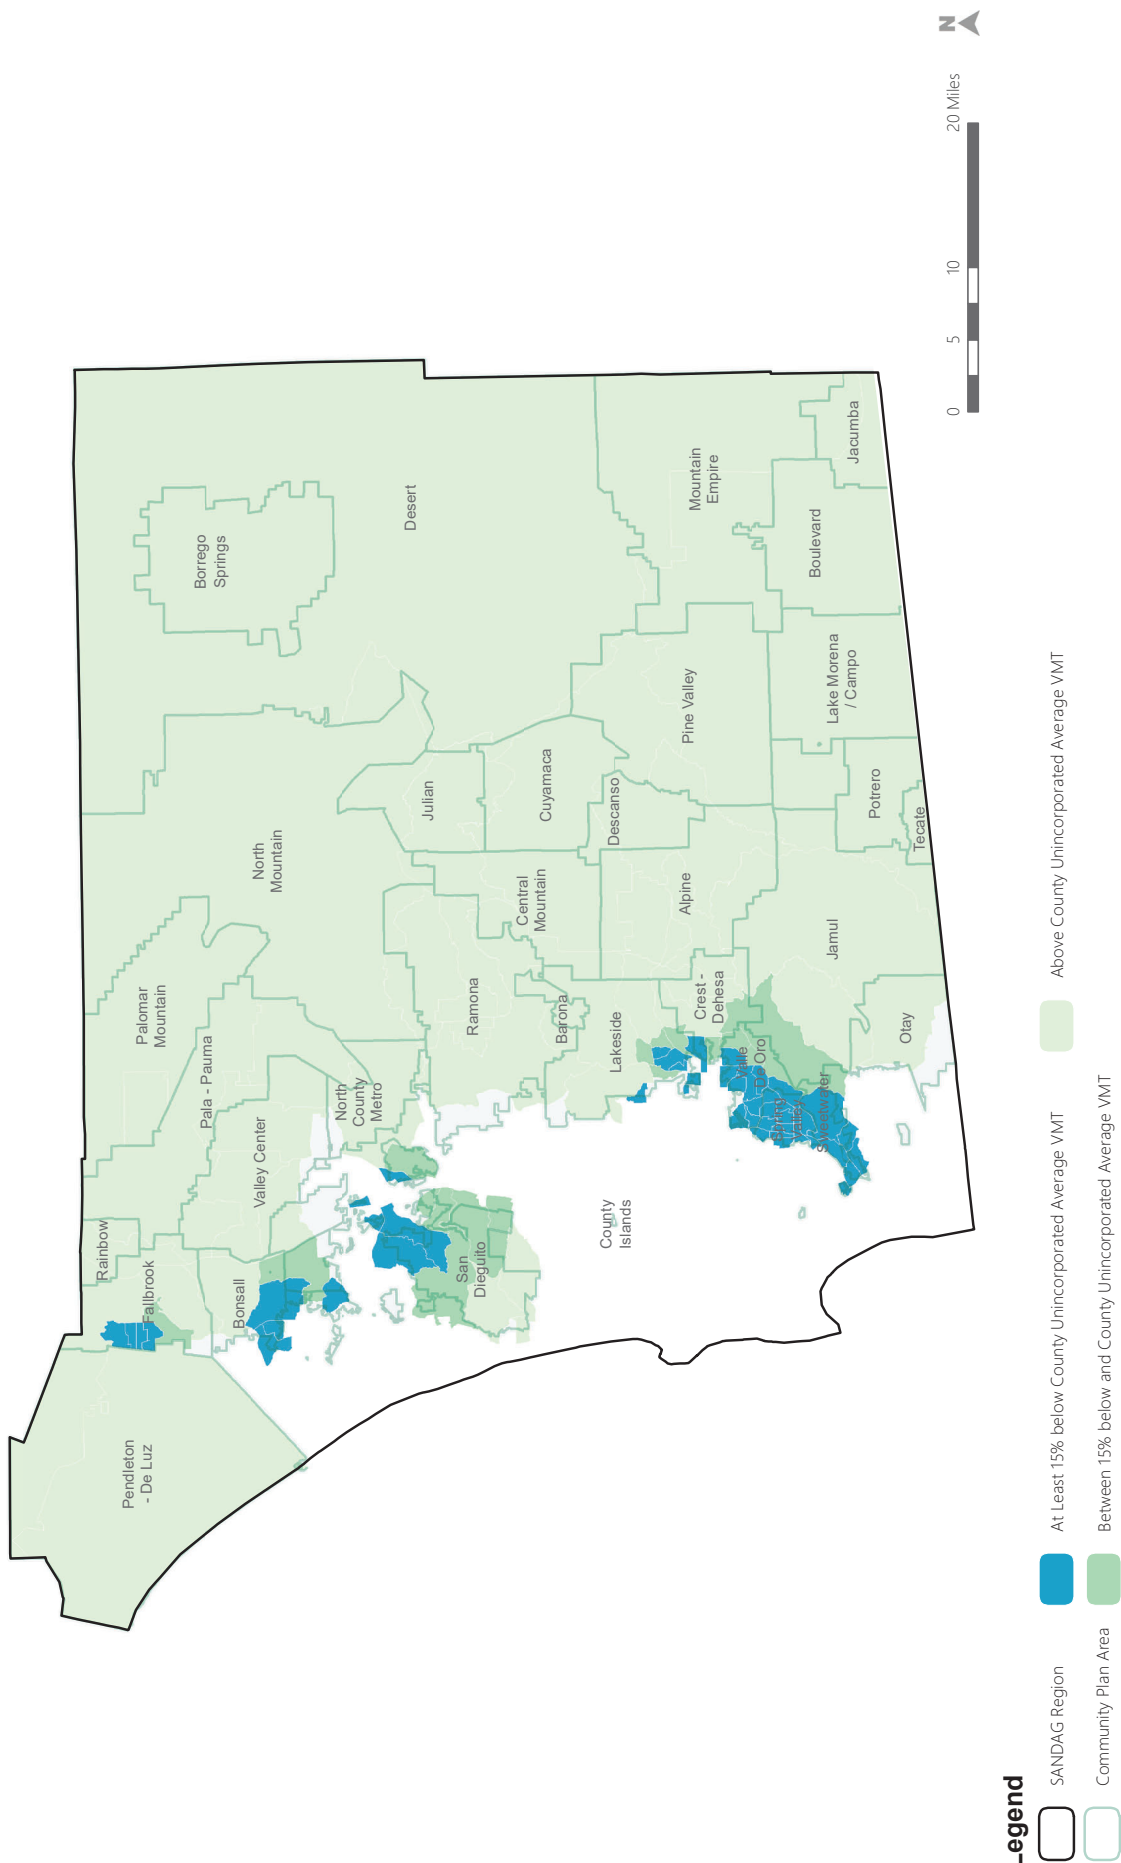 Pendleton
- De Luz
Fallbrook
Rainbow
Bonsall
Valley Center
Pala - Pauma
Palomar
Mountain
North
Mountain
Borrego
Springs
Desert
North
County
Metro
San
Dieguito
Ramona
Julian
Central
Mountain
Cuyamaca
Barona
Lakeside
Descanso
Pine Valley
Mountain
Empire
County
Islands
Crest -
Dehesa
Alpine
Valle
De Oro
Spring
Valley
Sweetwater
Jamul
Otay
Lake Morena
/ Campo
Boulevard
Jacumba
Potrero
Tecate
N
0
5
10
20 Miles
Legend
SANDAG Region
Community Plan Area
At Least 15% below County Unincorporated Average VMT
Between 15% below and County Unincorporated Average VMT
Above County Unincorporated Average VMT